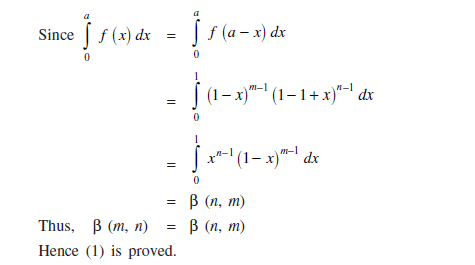 Since ∫₀ᵃ f (x) dx = ∫₀ᵃ f (a – x) dx
= ∫₀¹ (1 – x)ᵐ⁻¹ (1 – 1 + x)ⁿ⁻¹ dx
= ∫₀¹ xⁿ⁻¹ (1 – x)ᵐ⁻¹ dx
= β (n, m)
Thus, β (m, n) = β (n, m)
Hence (1) is proved.